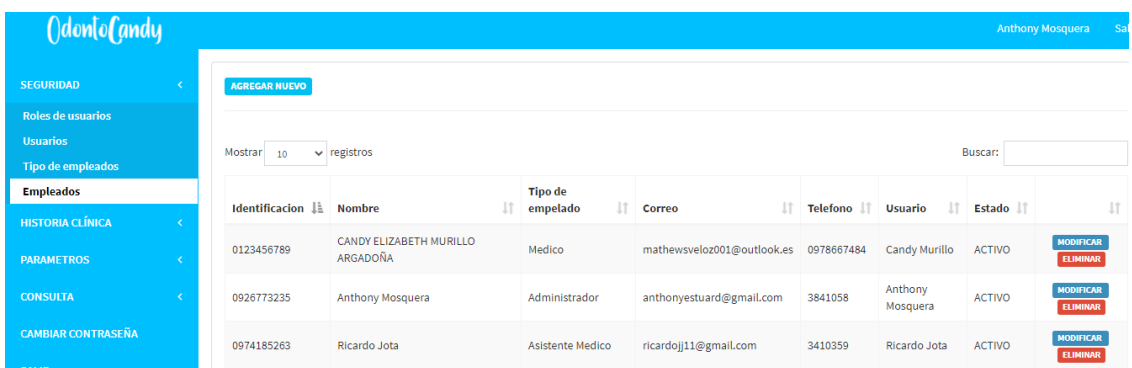 OdontoCandy
Anthony Mosquera
SEGURIDAD
AGREGAR NUEVO
Roles de usuarios
Usuarios
Mostrar 10 registros Buscar:
Tipo de empleados
Empleados
Identificacion Nombre Tipo de empelado Correo Telefono Usuario Estado
HISTORIA CLÍNICA
0123456789 CANDY ELIZABETH MURILLO ARGADOÑA Medico mathewsveloz001@outlook.es 0978667484 Candy Murillo ACTIVO MODIFICAR ELIMINAR
PARAMETROS
CONSULTA
0926773235 Anthony Mosquera Administrador anthonyestuard@gmail.com 3841058 Anthony Mosquera ACTIVO MODIFICAR ELIMINAR
CAMBIAR CONTRASEÑA
0974185263 Ricardo Jota Asistente Medico ricardojj11@gmail.com 3410359 Ricardo Jota ACTIVO MODIFICAR ELIMINAR